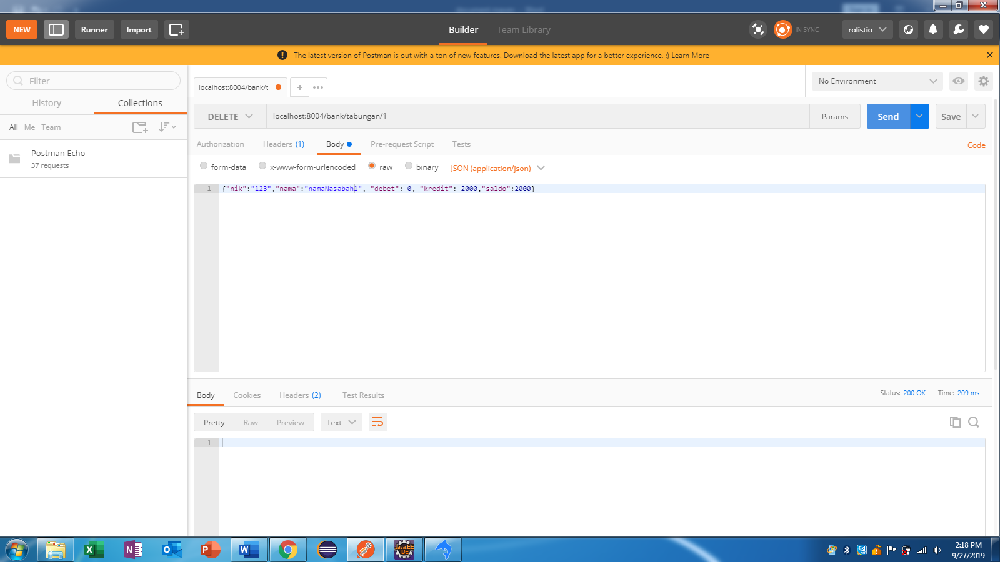 NEW
Runner
Import
Builder
Team Library
IN SYNC
rolistio
The latest version of Postman is out with a ton of new features. Download the latest app for a better experience. :) Learn More
Filter
History
Collections
All Me Team
Postman Echo
37 requests
localhost:8004/bank/t
No Environment
DELETE
localhost:8004/bank/tabungan/1
Params
Send
Save
Authorization
Headers (1)
Body
Pre-request Script
Tests
Code
form-data
x-www-form-urlencoded
raw
binary
JSON (application/json)
1
{"nik":"123","nama":"namaNasabah1", "debet": 0, "kredit": 2000,"saldo":2000}
Body
Cookies
Headers (2)
Test Results
Status: 200 OK
Time: 209 ms
Pretty
Raw
Preview
Text
1
Java EE
IDE
2:18 PM
9/27/2019